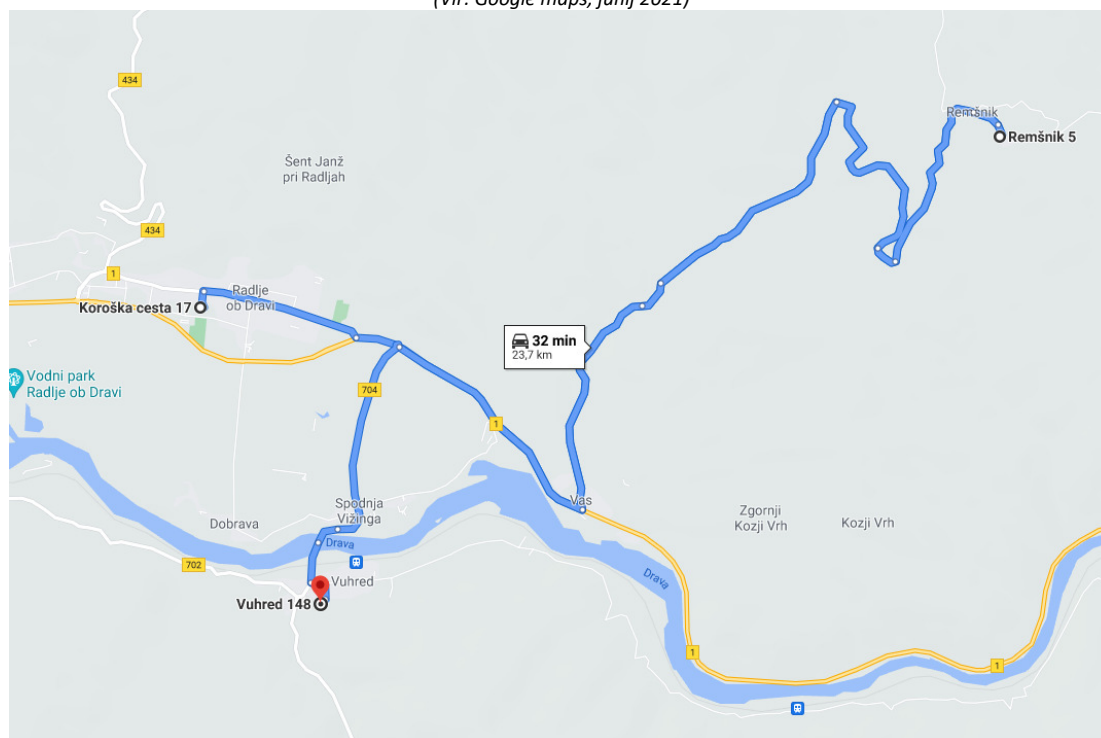 (Vir: Google maps, junij 2021)
434
Šent Janž
pri Radljah
Remšnik
Remšnik 5
434
1
Radlje
ob Dravi
Koroška cesta 17
32 min
23,7 km
Vodni park
Radlje ob Dravi
704
1
Vas
Spodnja
Vižinga
Zgornji
Kozji Vrh
Kozji Vrh
Dobrava
Drava
702
Vuhred
Drava
Vuhred 148
1
1